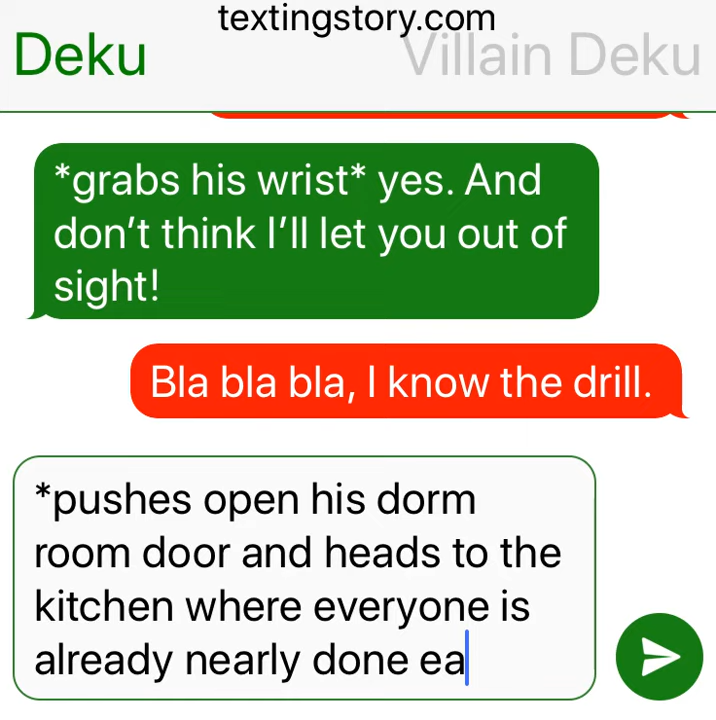 textingstory.com
Deku
Villain Deku
*grabs his wrist* yes. And
don’t think I’ll let you out of
sight!
Bla bla bla, I know the drill.
*pushes open his dorm
room door and heads to the
kitchen where everyone is
already nearly done ea